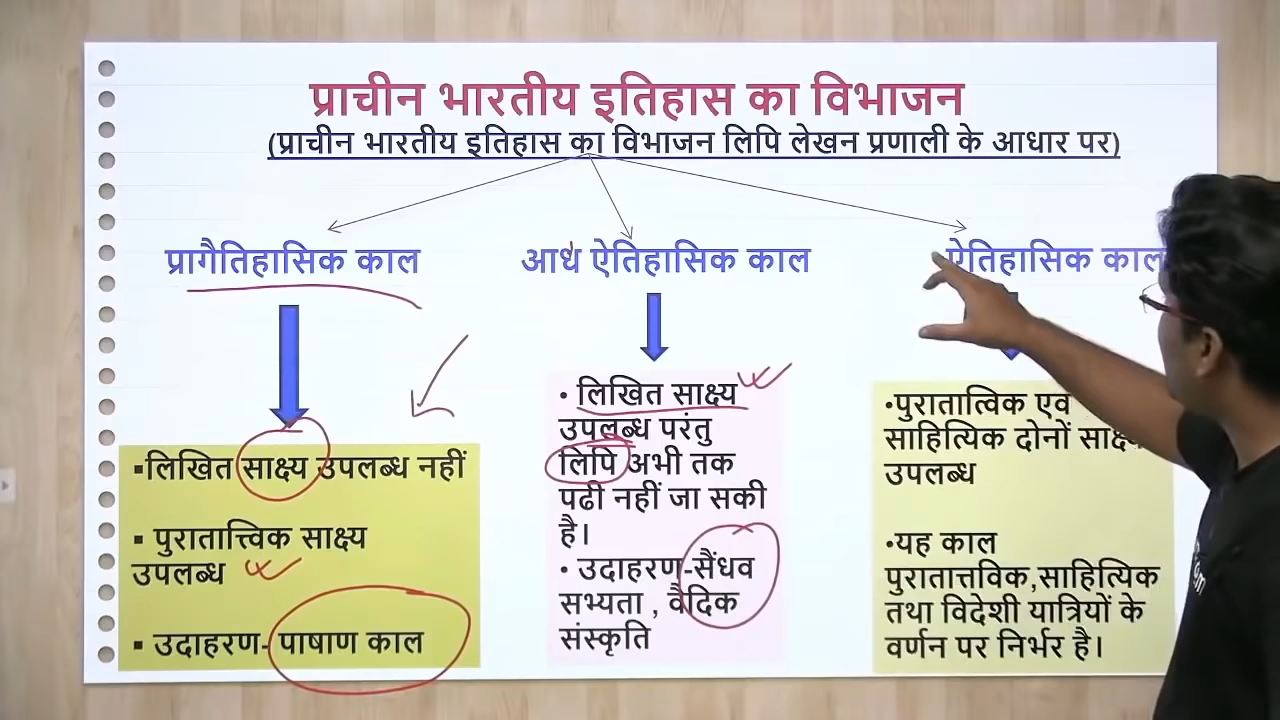 प्राचीन भारतीय इतिहास का विभाजन
(प्राचीन भारतीय इतिहास का विभाजन लिपि लेखन प्रणाली के आधार पर)
प्रागैतिहासिक काल
आध ऐतिहासिक काल
ऐतिहासिक काल
▪लिखित साक्ष्य उपलब्ध नहीं
▪ पुरातात्त्विक साक्ष्य
उपलब्ध
▪ उदाहरण- पाषाण काल
• लिखित साक्ष्य
उपलब्ध परंतु
लिपि अभी तक
पढी नहीं जा सकी
है।
• उदाहरण-सैंधव
सभ्यता , वैदिक
संस्कृति
•पुरातात्विक एवं
साहित्यिक दोनों
उपलब्ध
•यह काल
पुरातात्तविक,साहित्यिक
तथा विदेशी यात्रियों के
वर्णन पर निर्भर है।